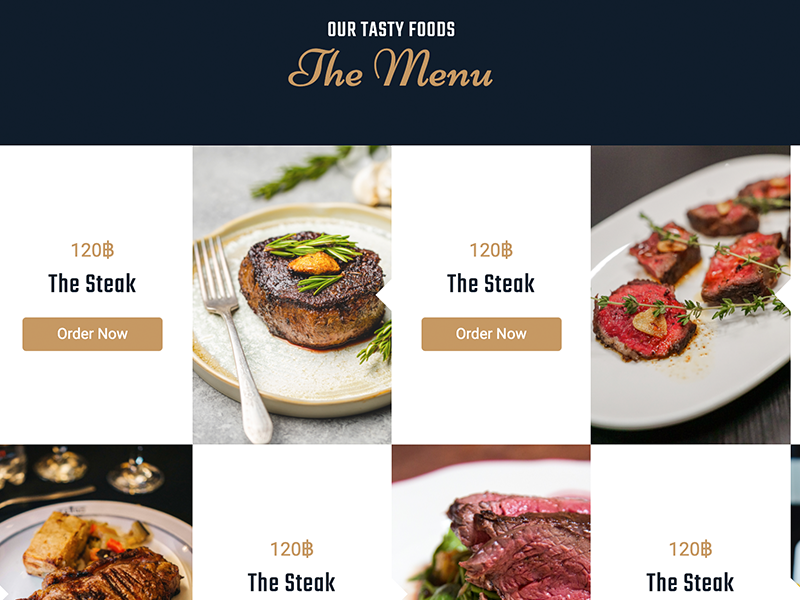 OUR TASTY FOODS
The Menu
120฿
The Steak
Order Now
120฿
The Steak
Order Now
120฿
The Steak
120฿
The Steak